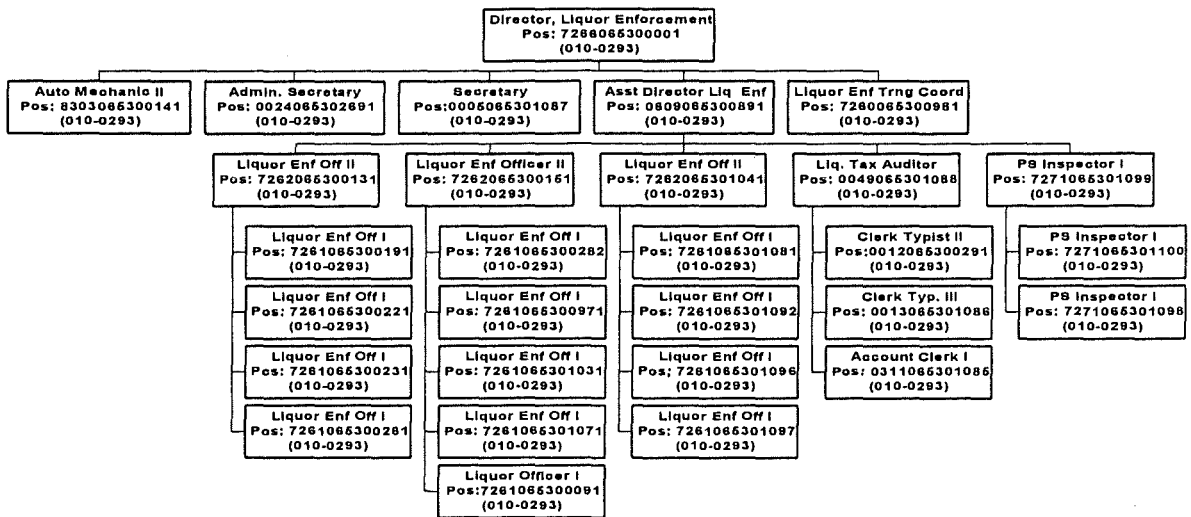 Director, Liquor Enforcement
Pos: 7266065300001
(010-0293)
Auto Mechanic II
Pos: 8303065300141
(010-0293)
Admin. Secretary
Pos: 0024065302691
(010-0293)
Secretary
Pos:0005065301087
(010-0293)
Asst Director Liq Enf
Pos: 0609065300891
(010-0293)
Liquor Enf Trng Coord
Pos: 7260065300981
(010-0293)
Liquor Enf Off II
Pos: 7262065300131
(010-0293)
Liquor Enf Officer II
Pos: 7262065300151
(010-0293)
Liquor Enf Off II
Pos: 7262065301041
(010-0293)
Liq. Tax Auditor
Pos: 0049065301088
(010-0293)
PS Inspector I
Pos: 7271065301099
(010-0293)
Liquor Enf Off I
Pos: 7261065300191
(010-0293)
Liquor Enf Off I
Pos: 7261065300221
(010-0293)
Liquor Enf Off I
Pos: 7261065300231
(010-0293)
Liquor Enf Off I
Pos: 7261065300261
(010-0293)
Liquor Enf Off I
Pos: 7261065300282
(010-0293)
Liquor Enf Off I
Pos: 7261065300971
(010-0293)
Liquor Enf Off I
Pos: 7261065301031
(010-0293)
Liquor Enf Off I
Pos: 7261065301071
(010-0293)
Liquor Officer I
Pos:7261065300091
(010-0293)
Liquor Enf Off I
Pos: 7261065301081
(010-0293)
Liquor Enf Off I
Pos: 7261065301092
(010-0293)
Liquor Enf Off I
Pos; 7261065301096
(010-0293)
Liquor Enf Off I
Pos: 7261065301097
(010-0293)
Clerk Typist II
Pos:0012065300291
(010-0293)
Clerk Typ. III
Pos: 0013065301086
(010-0293)
Account Clerk I
Pos: 0311065301085
(010-0293)
PS Inspector I
Pos: 7271065301100
(010-0293)
PS Inspector I
Pos: 7271065301098
(010-0293)